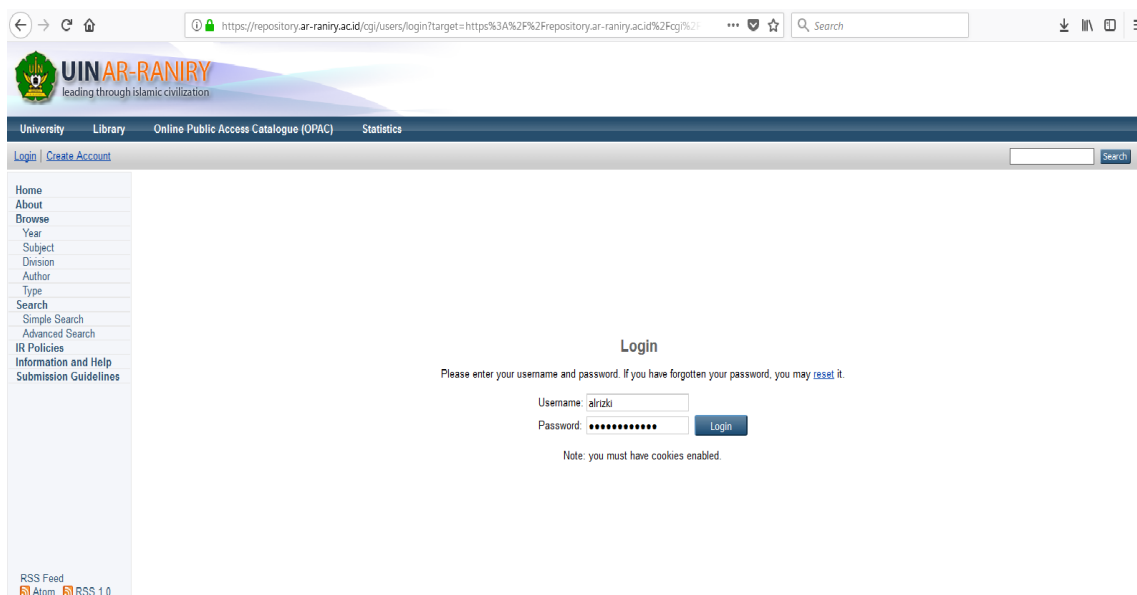 https://repository.ar-raniry.ac.id/cgi/users/login?target=https%3A%2F%2Frepository.ar-raniry.ac.id%2Fcgi%2F
Search
UIN AR-RANIRY
leading through islamic civilization
University Library Online Public Access Catalogue (OPAC) Statistics
Login | Create Account
Search
Home
About
Browse
Year
Subject
Division
Author
Type
Search
Simple Search
Advanced Search
IR Policies
Information and Help
Submission Guidelines
Login
Please enter your username and password. If you have forgotten your password, you may reset it.
Username: alrizki
Password: ••••••••••••
Login
Note: you must have cookies enabled.
RSS Feed
Atom RSS 1.0